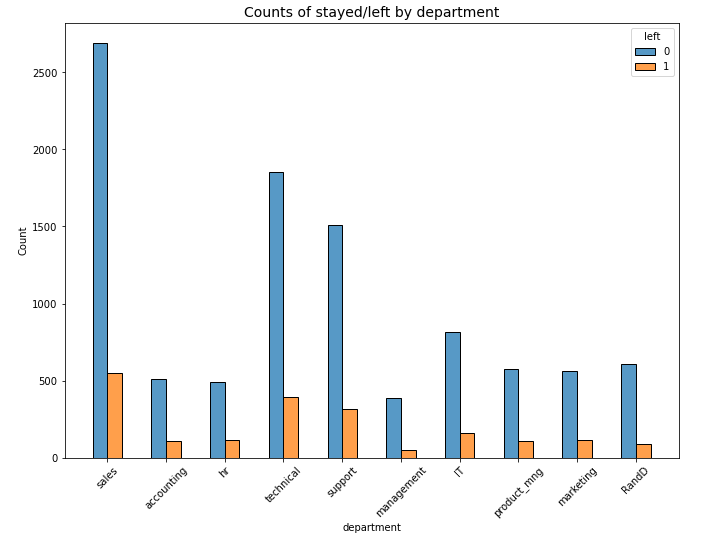 Counts of stayed/left by department
left
0
1
Count
2500
2000
1500
1000
500
0
sales
accounting
hr
technical
support
management
IT
product_mng
marketing
RandD
department